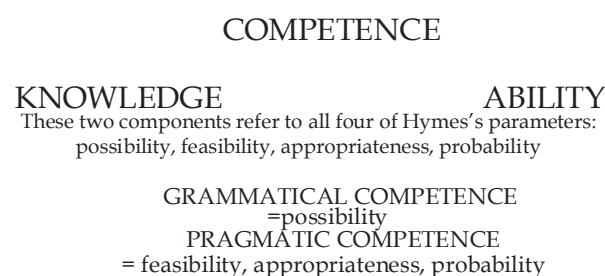 COMPETENCE
KNOWLEDGE ABILITY
These two components refer to all four of Hymes’s parameters:
possibility, feasibility, appropriateness, probability
GRAMMATICAL COMPETENCE
=possibility
PRAGMATIC COMPETENCE
= feasibility, appropriateness, probability